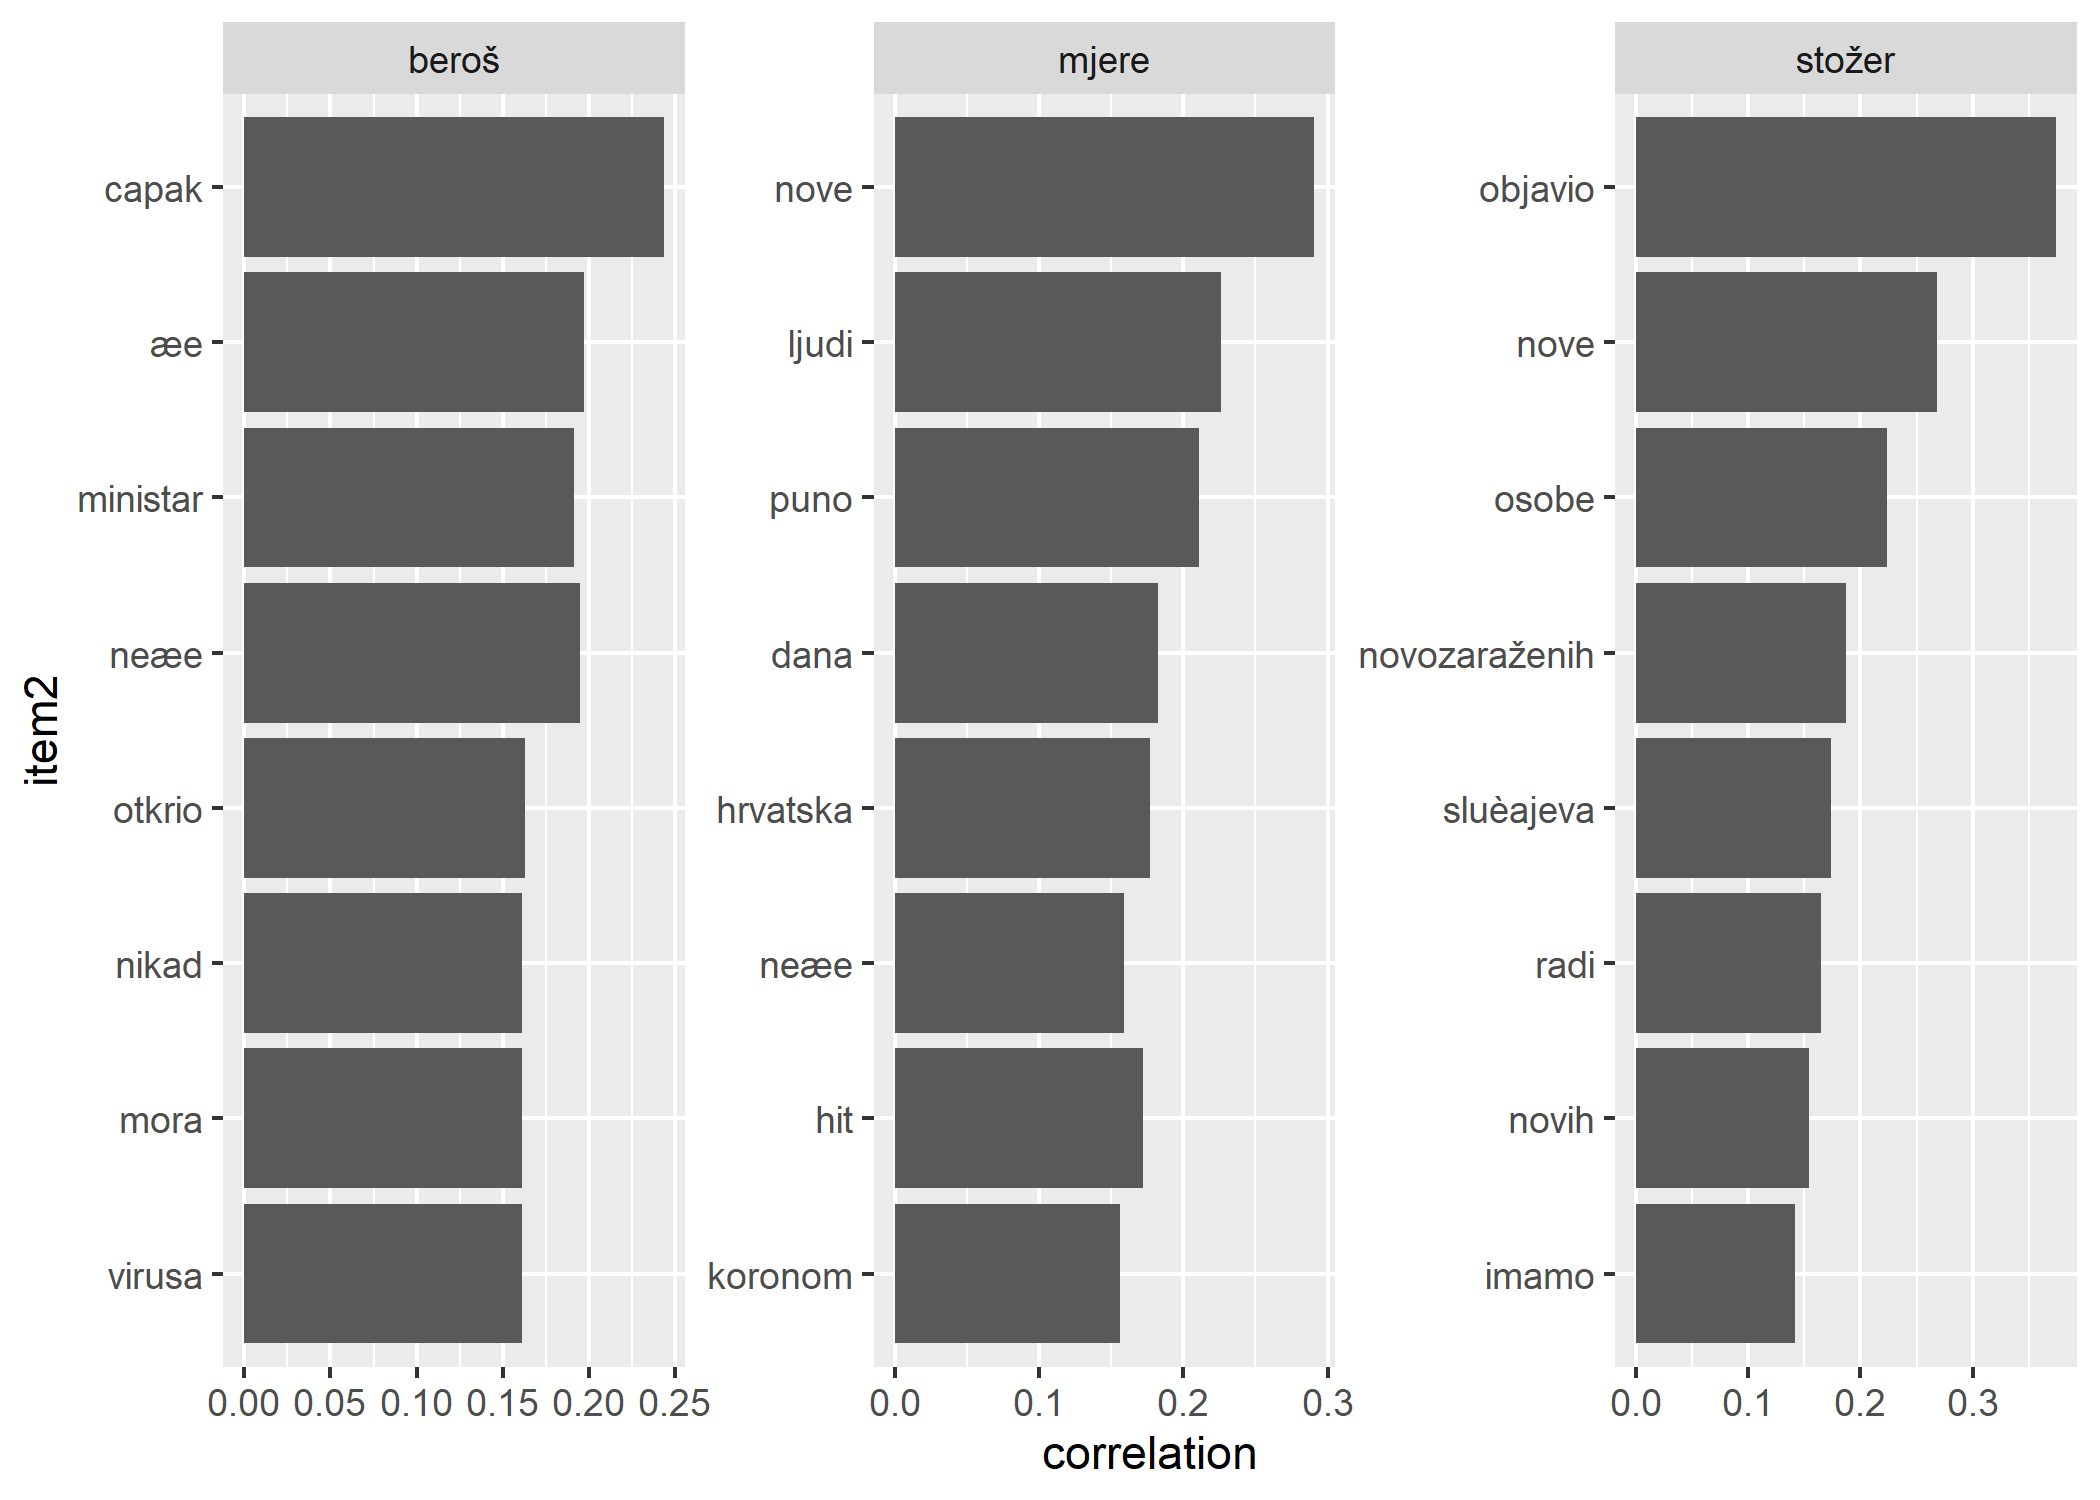 beroš
mjere
stožer
capak
æe
ministar
neæe
otkrio
nikad
mora
virusa
nove
ljudi
puno
dana
hrvatska
neæe
hit
koronom
objavio
nove
osobe
novozaraženih
sluèajeva
radi
novih
imamo
0.00 0.05 0.10 0.15 0.20 0.25
0.0 0.1 0.2 0.3
0.0 0.1 0.2 0.3
correlation
item2